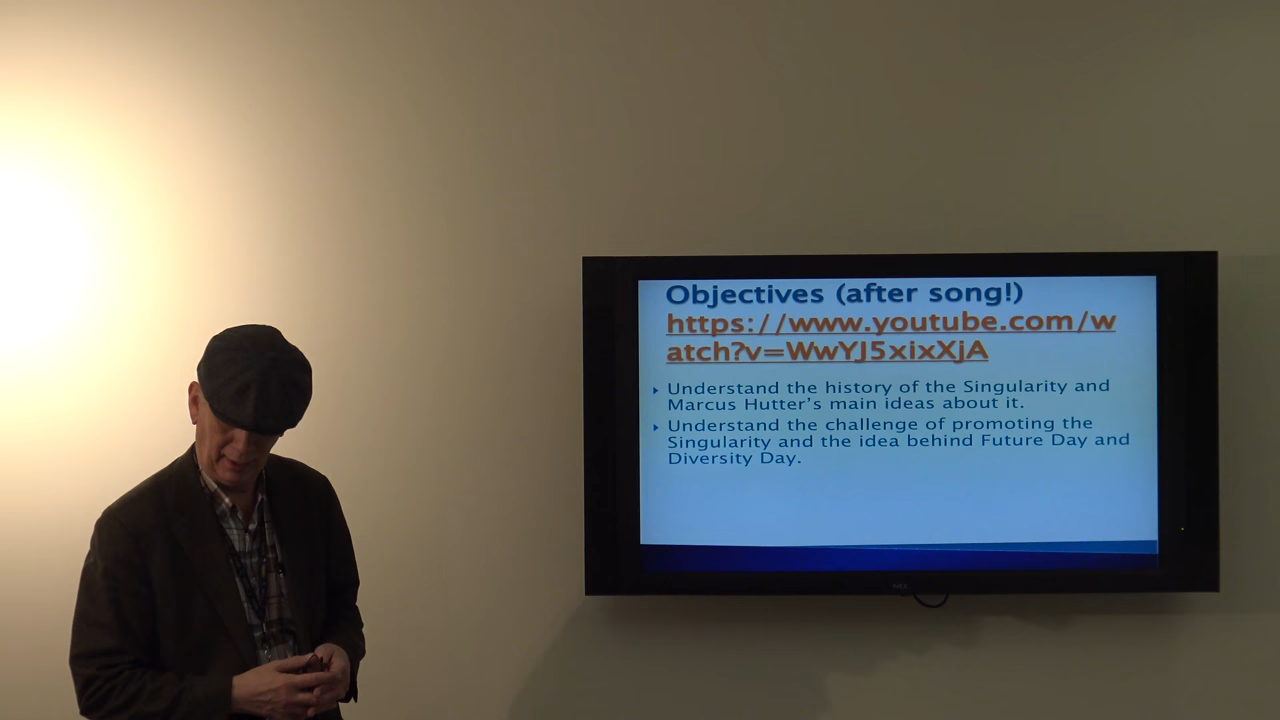 Objectives (after song!)
https://www.youtube.com/w
atch?v=WwYJ5xixXjA
Understand the history of the Singularity and
Marcus Hutter's main ideas about it.
Understand the challenge of promoting the
Singularity and the idea behind Future Day and
Diversity Day.
NEC